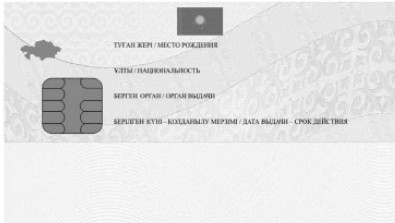 ТУҒАН ЖЕРІ / МЕСТО РОЖДЕНИЯ
ҰЛТЫ / НАЦИОНАЛЬНОСТЬ
БЕРГЕН ОРГАН / ОРГАН ВЫДАЧИ
БЕРІЛГЕН КҮНІ – ҚОЛДАНЫЛУ МЕРЗІМІ / ДАТА ВЫДАЧИ – СРОК ДЕЙСТВИЯ